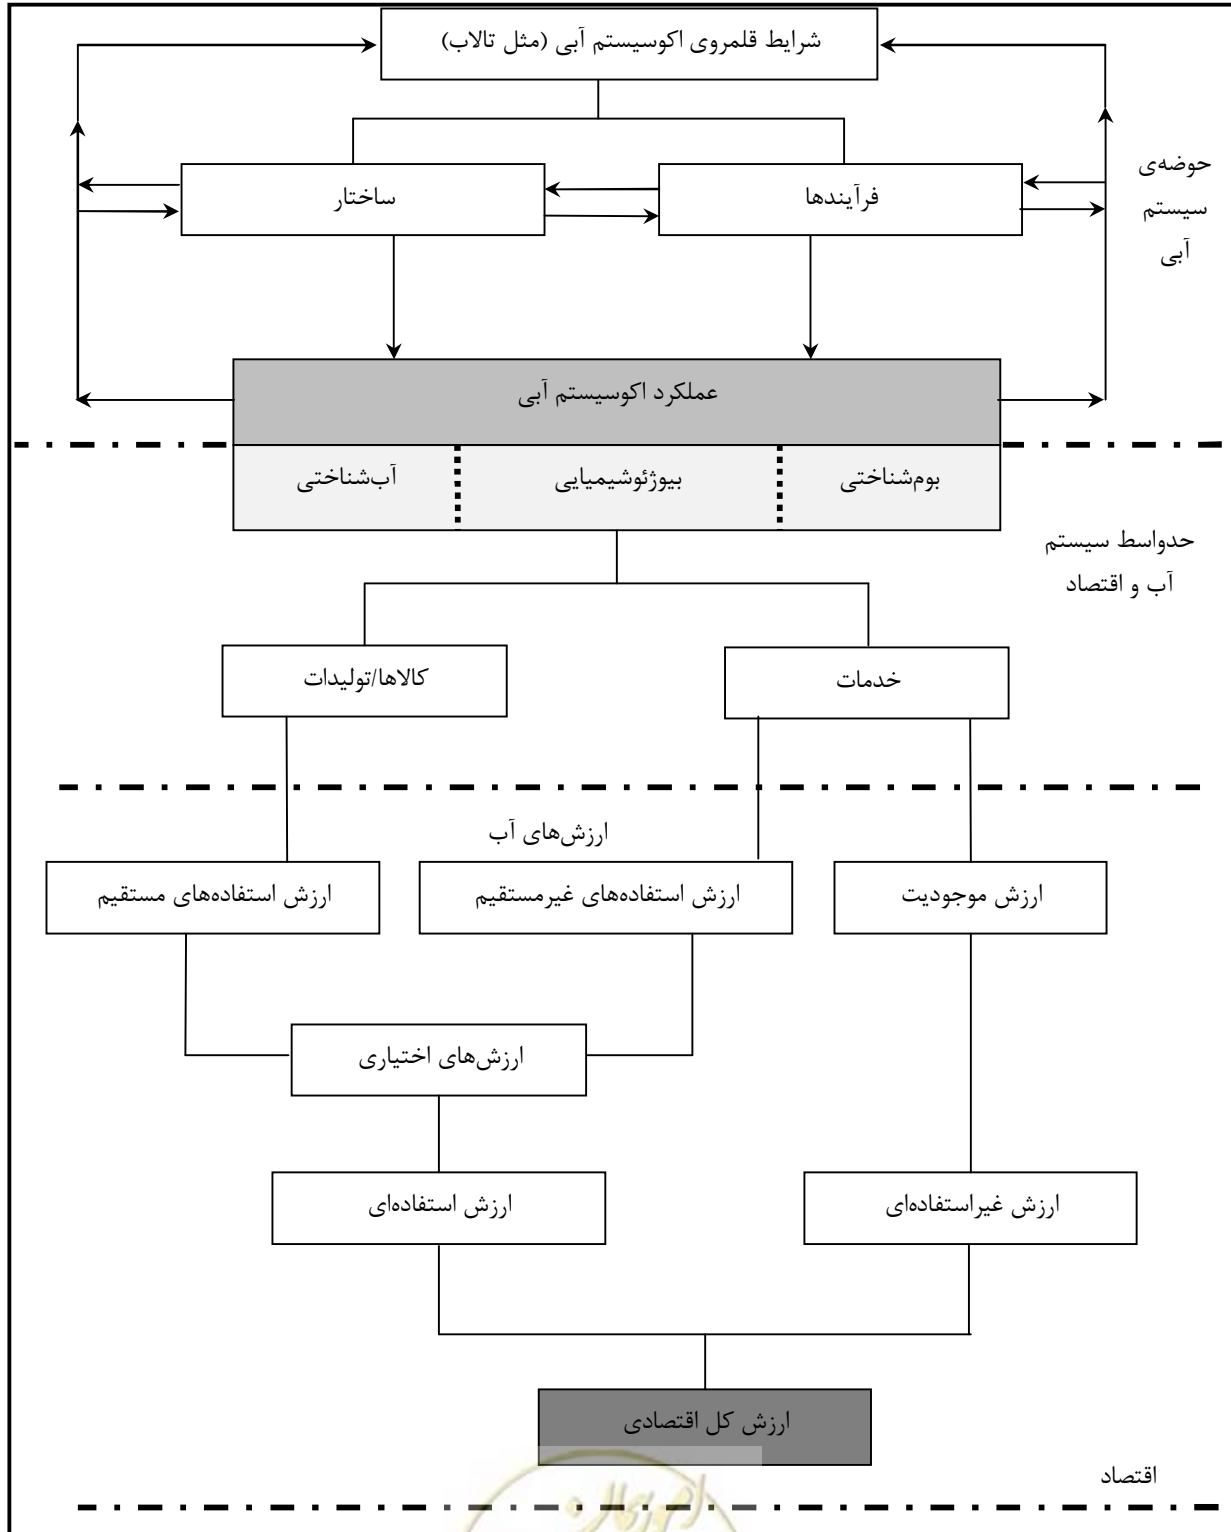 شرایط قلمروی اکوسیستم آبی (مثل تالاب)
حوضه‌ی
سیستم
آبی
فرآیندها
ساختار
عملکرد اکوسیستم آبی
بوم‌شناختی
بیوژئوشیمیایی
آب‌شناختی
حدواسط سیستم
آب و اقتصاد
خدمات
کالاها/تولیدات
ارزش‌های آب
ارزش موجودیت
ارزش استفاده‌های غیرمستقیم
ارزش استفاده‌های مستقیم
ارزش‌های اختیاری
ارزش غیراستفاده‌ای
ارزش استفاده‌ای
ارزش کل اقتصادی
اقتصاد